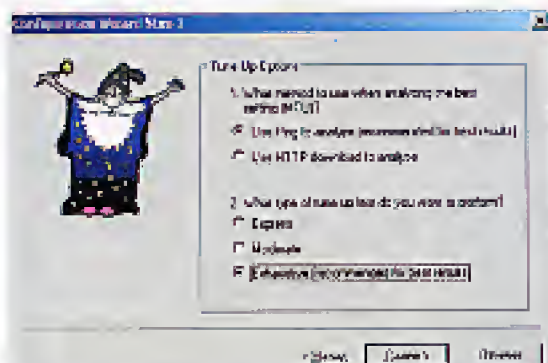 Configuration Wizard Step 3
Tune Up Options
1. What method to use when analyzing the best
setting (MTU)?
Use Ping to analyze (recommended for best results)
Use HTTP download to analyze
2. What type of tune up test do you want to perform?
Express
Moderate
Exhaustive (recommended for best results)
< Back
Cancel